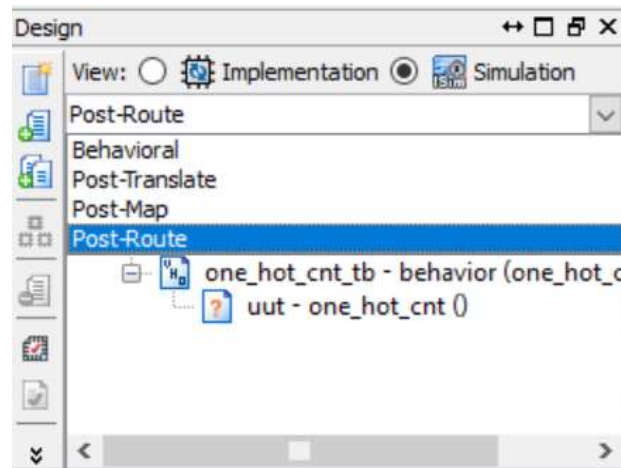 Design
View: Implementation Simulation
Post-Route
Behavioral
Post-Translate
Post-Map
Post-Route
one_hot_cnt_tb - behavior (one_hot_c
uut - one_hot_cnt ()